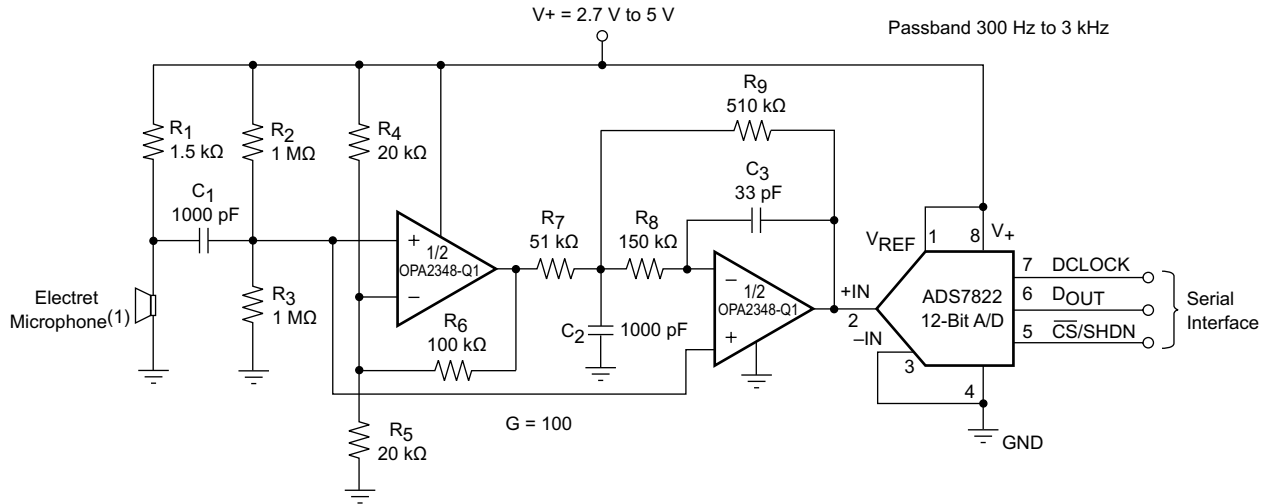 V+ = 2.7 V to 5 V
Passband 300 Hz to 3 kHz
R1
1.5 kΩ
R2
1 MΩ
R4
20 kΩ
R9
510 kΩ
C1
1000 pF
C3
33 pF
R7
51 kΩ
R8
150 kΩ
+
1/2
OPA2348-Q1
−
−
1/2
OPA2348-Q1
+
VREF
1
8
V+
7
DCLOCK
+IN
ADS7822
6
DOUT
Serial
Interface
2
12-Bit A/D
5
CS/SHDN
−IN
3
4
GND
Electret
Microphone(1)
R3
1 MΩ
R6
100 kΩ
C2
1000 pF
G = 100
R5
20 kΩ